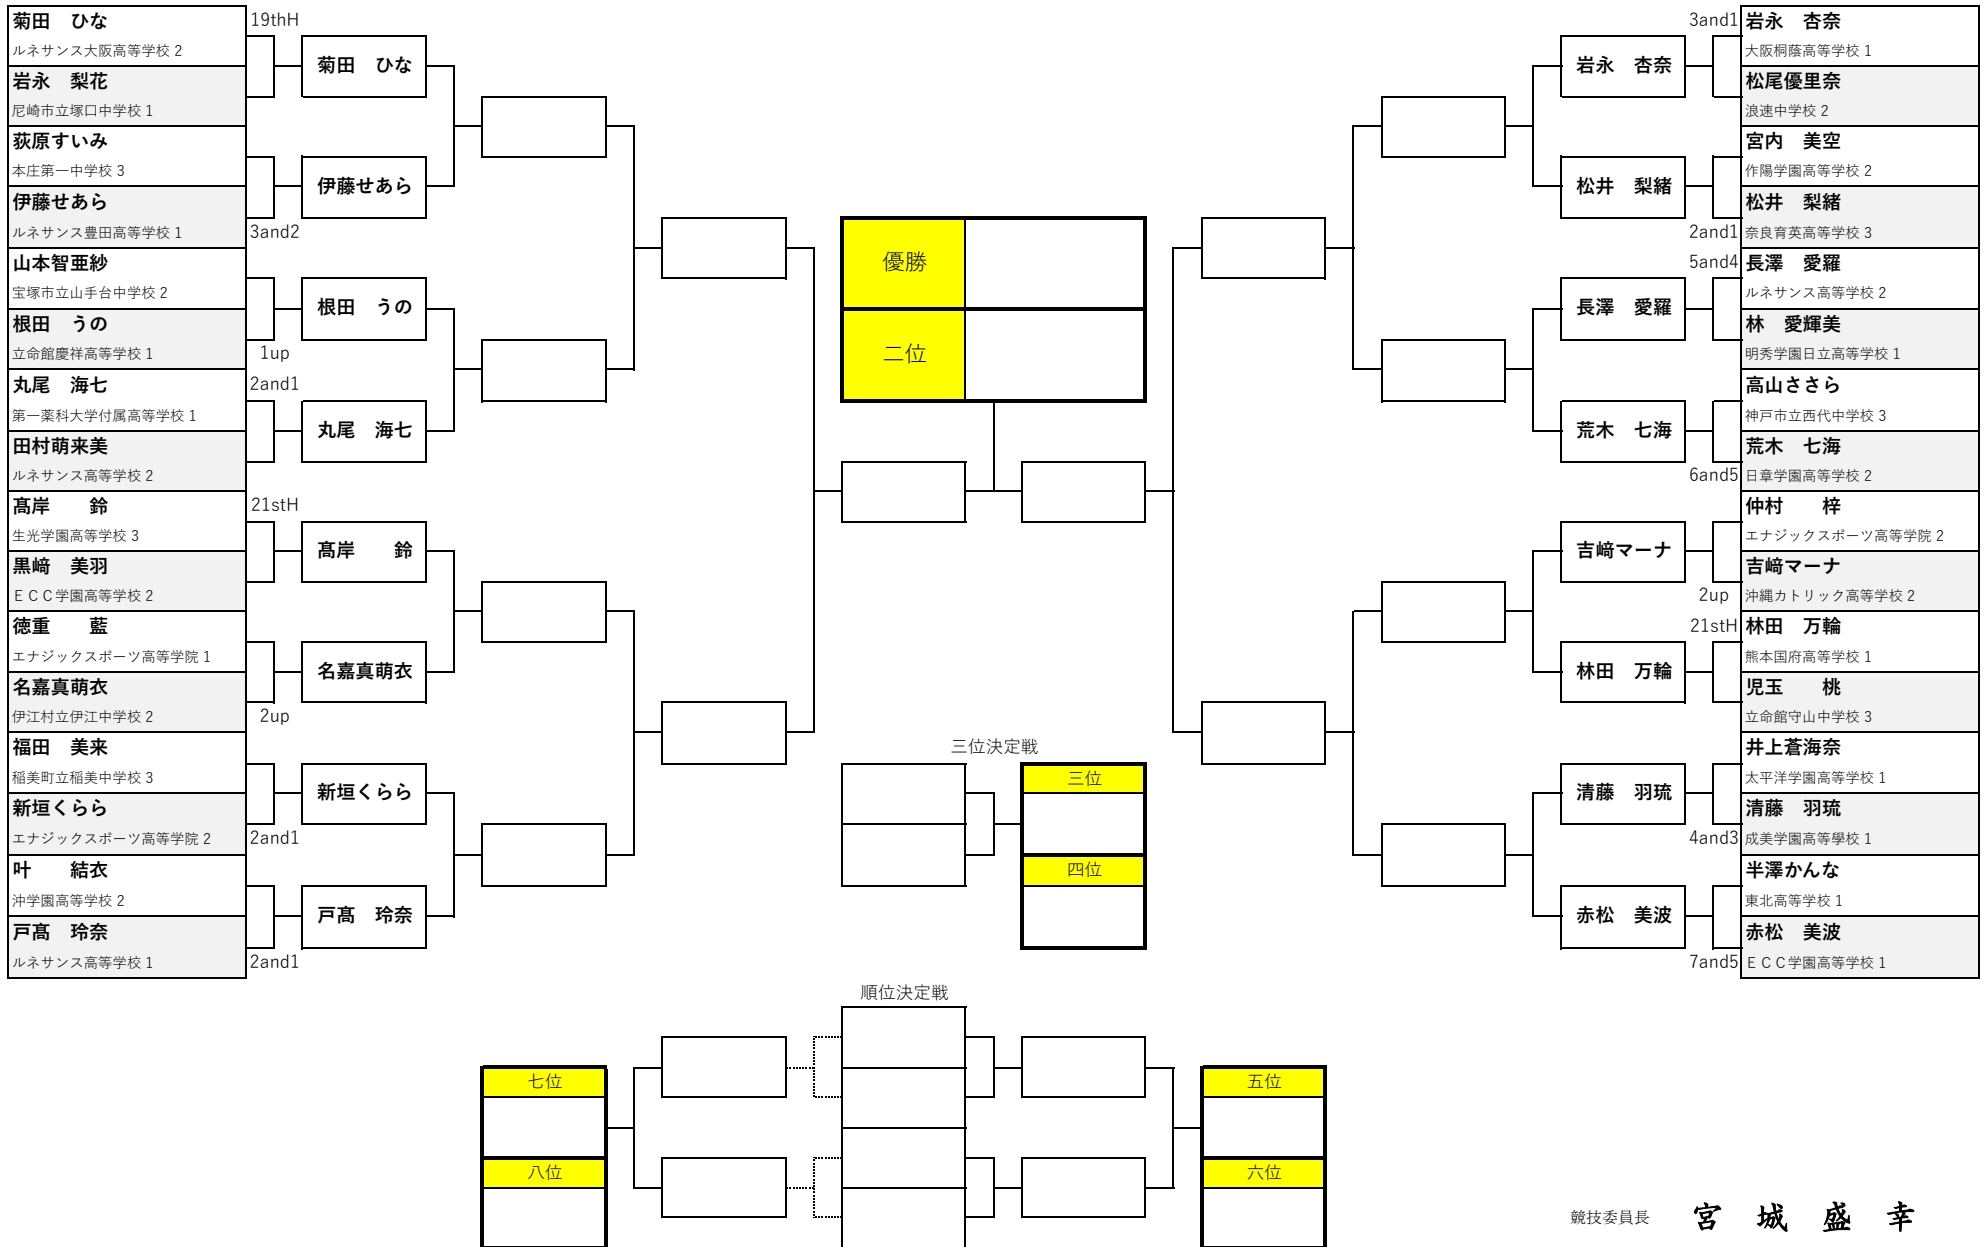 菊田　ひな
ルネサンス大阪高等学校 2
岩永　梨花
尼崎市立塚口中学校 1
荻原すいみ
本庄第一中学校 3
伊藤せあら
ルネサンス豊田高等学校 1
山本智亜紗
宝塚市立山手台中学校 2
根田　うの
立命館慶祥高等学校 1
丸尾　海七
第一薬科大学付属高等学校 1
田村萌来美
ルネサンス高等学校 2
髙岸　　鈴
生光学園高等学校 3
黒﨑　美羽
ＥＣＣ学園高等学校 2
徳重　　藍
エナジックスポーツ高等学院 1
名嘉真萌衣
伊江村立伊江中学校 2
福田　美来
稲美町立稲美中学校 3
新垣くらら
エナジックスポーツ高等学院 2
叶　　結衣
沖学園高等学校 2
戸髙　玲奈
ルネサンス高等学校 1
19thH
3and2
1up
2and1
21stH
2up
2and1
2and1
菊田　ひな
伊藤せあら
根田　うの
丸尾　海七
髙岸　　鈴
名嘉真萌衣
新垣くらら
戸髙　玲奈
優勝
二位
三位決定戦
三位
四位
順位決定戦
七位
八位
五位
六位
岩永　杏奈
松井　梨緒
長澤　愛羅
荒木　七海
吉﨑マーナ
林田　万輪
清藤　羽琉
赤松　美波
3and1
2and1
5and4
6and5
2up
21stH
4and3
7and5
岩永　杏奈
大阪桐蔭高等学校 1
松尾優里奈
浪速中学校 2
宮内　美空
作陽学園高等学校 2
松井　梨緒
奈良育英高等学校 3
長澤　愛羅
ルネサンス高等学校 2
林　愛輝美
明秀学園日立高等学校 1
高山ささら
神戸市立西代中学校 3
荒木　七海
日章学園高等学校 2
仲村　　梓
エナジックスポーツ高等学院 2
吉﨑マーナ
沖縄カトリック高等学校 2
林田　万輪
熊本国府高等学校 1
児玉　　桃
立命館守山中学校 3
井上蒼海奈
太平洋学園高等学校 1
清藤　羽琉
成美学園高等學校 1
半澤かんな
東北高等学校 1
赤松　美波
ＥＣＣ学園高等学校 1
競技委員長　宮　城　盛　幸